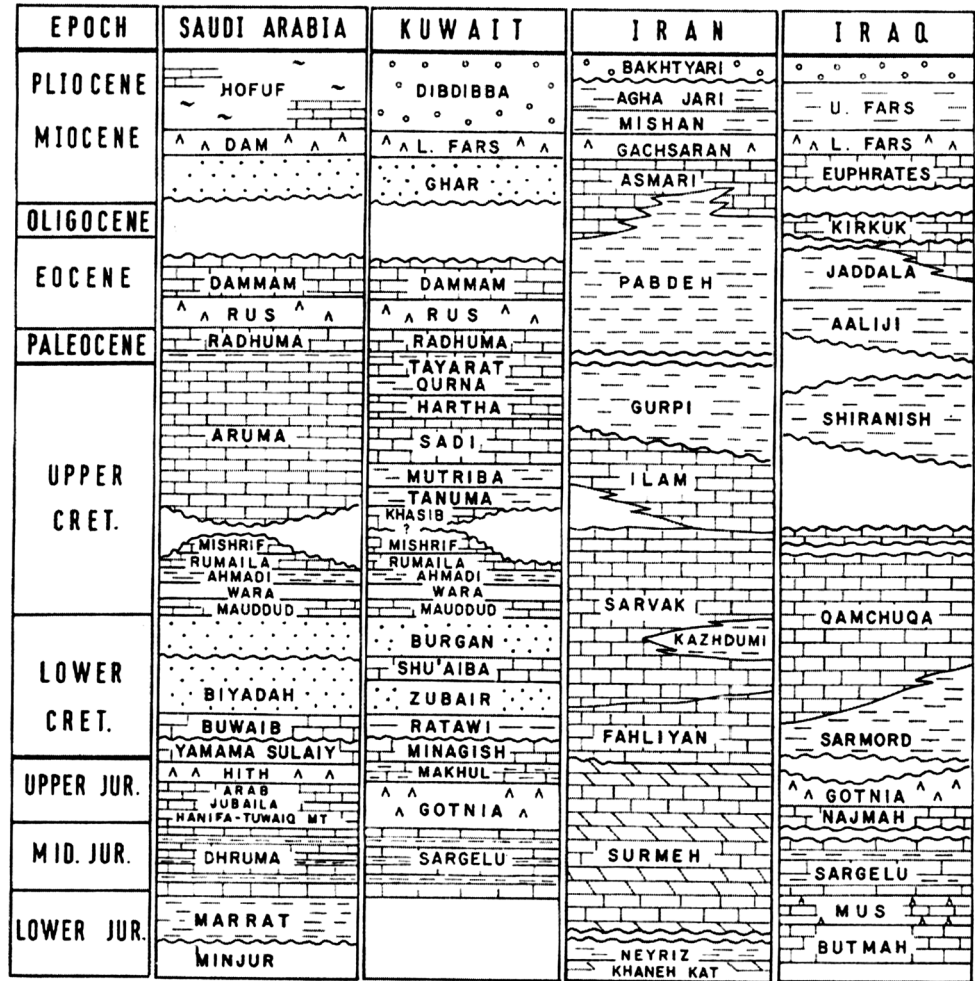 EPOCH
PLIOCENE
MIOCENE
OLIGOCENE
EOCENE
PALEOCENE
UPPER
CRET.
LOWER
CRET.
UPPER JUR.
MID. JUR.
LOWER JUR.
SAUDI ARABIA
HOFUF
DAM
DAMMAM
RUS
RADHUMA
ARUMA
MISHRIF
RUMAILA
AHMADI
WARA
MAUDDUD
BIYADAH
BUWAIB
YAMAMA SULAIY
HITH
ARAB
JUBAILA
HANIFA-TUWAIQ MT
DHRUMA
MARRAT
MINJUR
KUWAIT
DIBDIBBA
L. FARS
GHAR
DAMMAM
RUS
RADHUMA
TAYARAT
QURNA
HARTHA
SADI
MUTRIBA
TANUMA
KHASIB
?
MISHRIF
RUMAILA
AHMADI
WARA
MAUDDUD
BURGAN
SHU'AIBA
ZUBAIR
RATAWI
MINAGISH
MAKHUL
GOTNIA
SARGELU
IRAN
BAKHTYARI
AGHA JARI
MISHAN
GACHSARAN
ASMARI
PABDEH
GURPI
ILAM
SARVAK
KAZHDUMI
FAHLIYAN
SURMEH
NEYRIZ
KHANEH KAT
IRAQ
U. FARS
L. FARS
EUPHRATES
KIRKUK
JADDALA
AALIJI
SHIRANISH
QAMCHUQA
SARMORD
GOTNIA
NAJMAH
SARGELU
MUS
BUTMAH